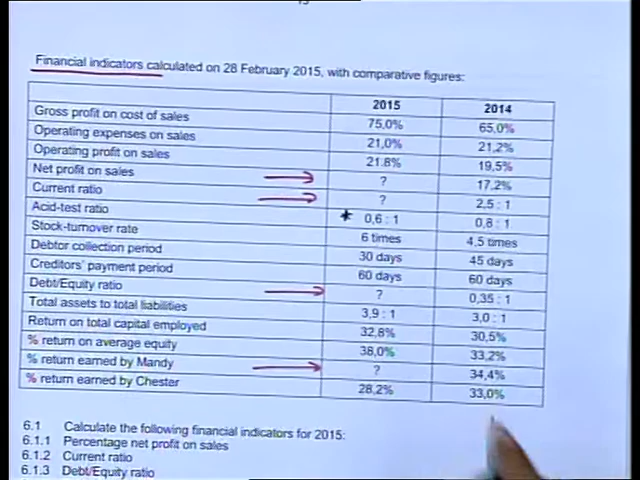 Financial indicators calculated on 28 February 2015, with comparative figures:
2015 2014
Gross profit on cost of sales 75,0% 65,0%
Operating expenses on sales 21,0% 21,2%
Operating profit on sales 21.8% 19,5%
Net profit on sales ? 17,2%
Current ratio ? 2,5 : 1
Acid-test ratio 0,6 : 1 0,8 : 1
Stock-turnover rate 6 times 4,5 times
Debtor collection period 30 days 45 days
Creditors' payment period 60 days 60 days
Debt/Equity ratio ? 0,35 : 1
Total assets to total liabilities 3,9 : 1 3,0 : 1
Return on total capital employed 32,8% 30,5%
% return on average equity 38,0% 33,2%
% return earned by Mandy ? 34,4%
% return earned by Chester 28,2% 33,0%
6.1 Calculate the following financial indicators for 2015:
6.1.1 Percentage net profit on sales
6.1.2 Current ratio
6.1.3 Debt/Equity ratio